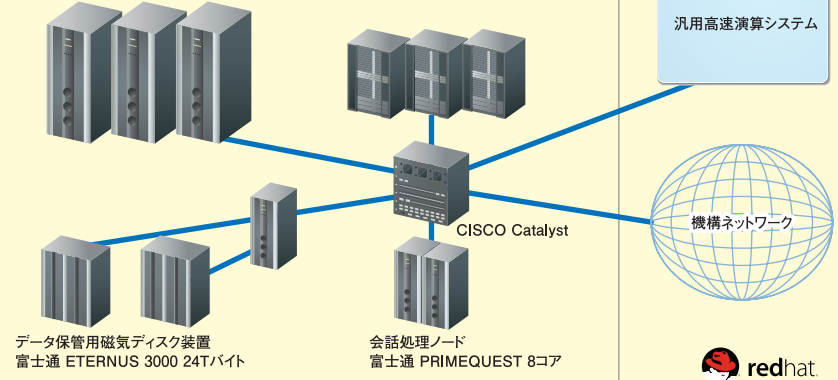 汎用高速演算システム
CISCO Catalyst
機構ネットワーク
データ保管用磁気ディスク装置
富士通 ETERNUS 3000 24Tバイト
会話処理ノード
富士通 PRIMEQUEST 8コア
redhat.